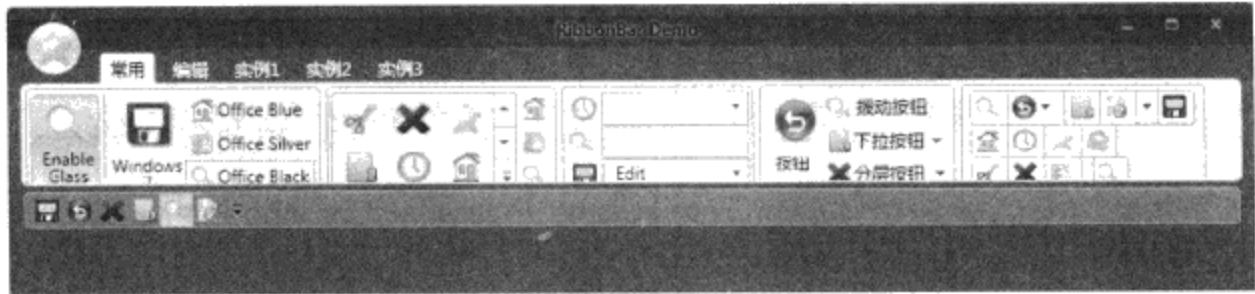 RibbonBar Demo
常用 编辑 实例1 实例2 实例3
Office Blue
Office Silver
Office Black
Enable
Glass
Windows
7
Edit
按钮
拨动按钮
下拉按钮
分层按钮